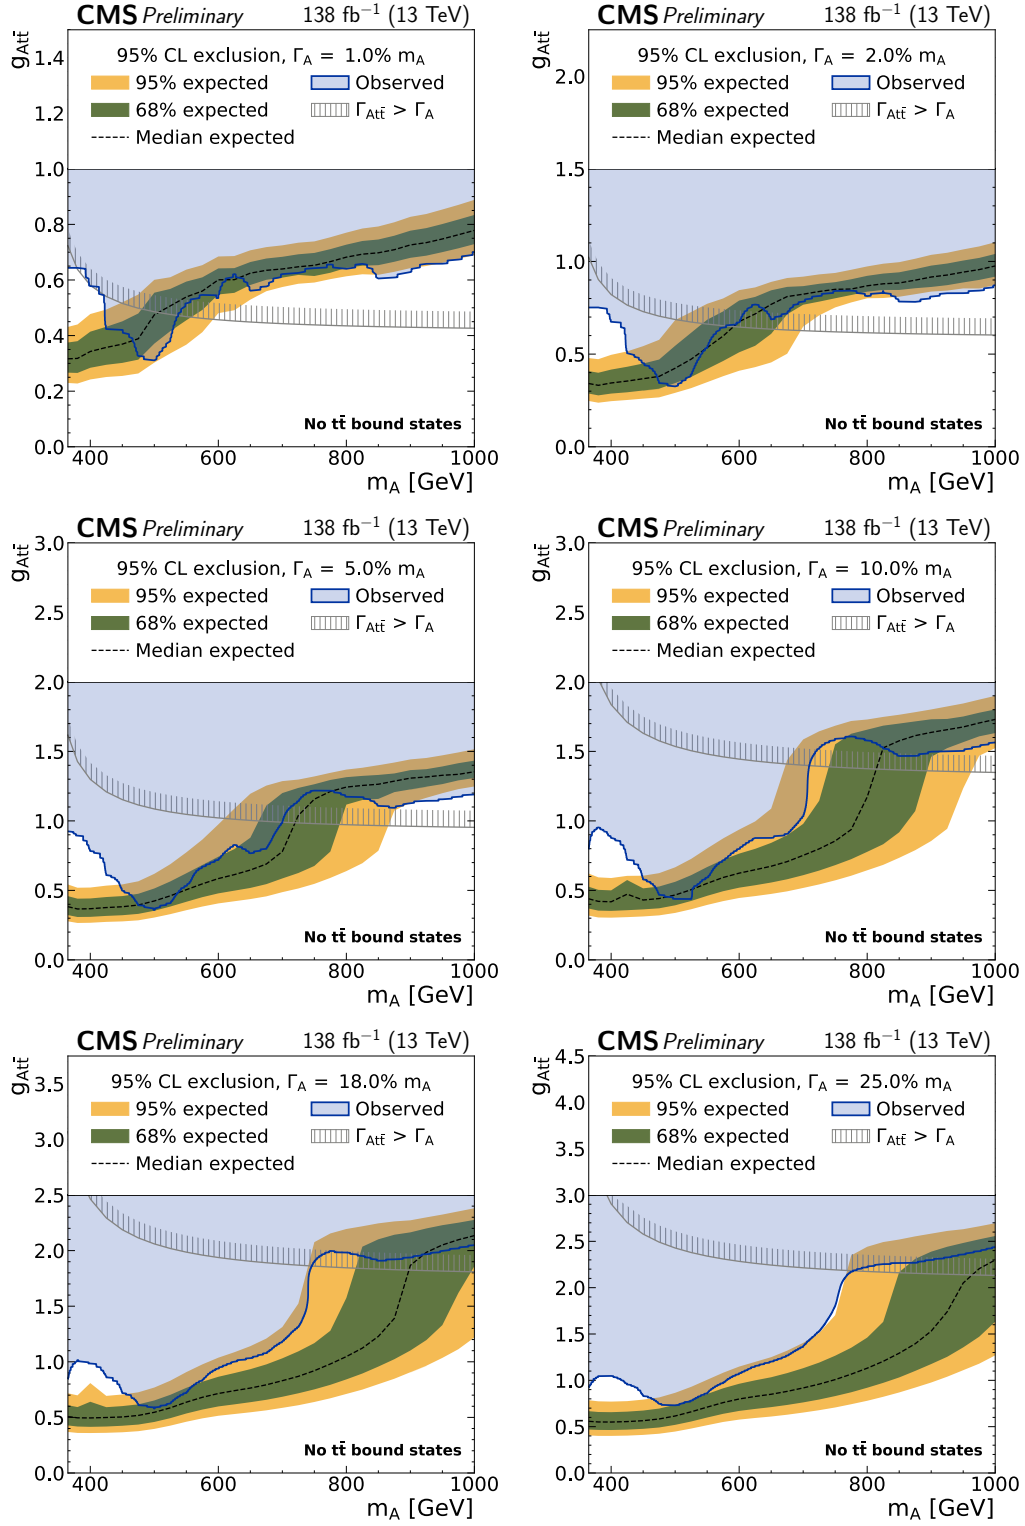 CMS Preliminary 138 fb⁻¹ (13 TeV)
g_Att̄
95% CL exclusion, Γ_A = 1.0% m_A
95% expected
Observed
68% expected
Γ_Att̄ > Γ_A
Median expected
1.4
1.2
1.0
0.8
0.6
0.4
0.2
0.0
No tt̄ bound states
400 600 800 1000
m_A [GeV]
CMS Preliminary 138 fb⁻¹ (13 TeV)
g_Att̄
95% CL exclusion, Γ_A = 2.0% m_A
95% expected
Observed
68% expected
Γ_Att̄ > Γ_A
Median expected
2.0
1.5
1.0
0.5
0.0
No tt̄ bound states
400 600 800 1000
m_A [GeV]
CMS Preliminary 138 fb⁻¹ (13 TeV)
g_Att̄
95% CL exclusion, Γ_A = 5.0% m_A
95% expected
Observed
68% expected
Γ_Att̄ > Γ_A
Median expected
3.0
2.5
2.0
1.5
1.0
0.5
0.0
No tt̄ bound states
400 600 800 1000
m_A [GeV]
CMS Preliminary 138 fb⁻¹ (13 TeV)
g_Att̄
95% CL exclusion, Γ_A = 10.0% m_A
95% expected
Observed
68% expected
Γ_Att̄ > Γ_A
Median expected
3.0
2.5
2.0
1.5
1.0
0.5
0.0
No tt̄ bound states
400 600 800 1000
m_A [GeV]
CMS Preliminary 138 fb⁻¹ (13 TeV)
g_Att̄
95% CL exclusion, Γ_A = 18.0% m_A
95% expected
Observed
68% expected
Γ_Att̄ > Γ_A
Median expected
3.5
3.0
2.5
2.0
1.5
1.0
0.5
0.0
No tt̄ bound states
400 600 800 1000
m_A [GeV]
CMS Preliminary 138 fb⁻¹ (13 TeV)
g_Att̄
95% CL exclusion, Γ_A = 25.0% m_A
95% expected
Observed
68% expected
Γ_Att̄ > Γ_A
Median expected
4.5
4.0
3.5
3.0
2.5
2.0
1.5
1.0
0.5
0.0
No tt̄ bound states
400 600 800 1000
m_A [GeV]